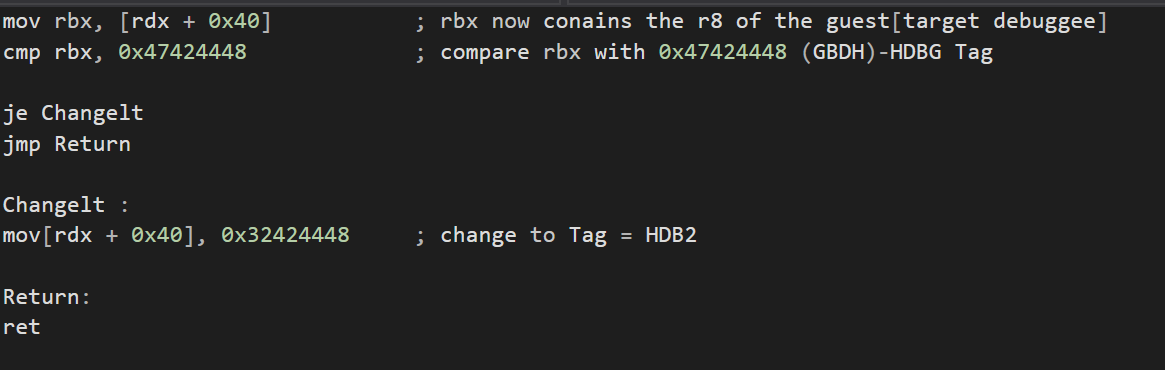 mov rbx, [rdx + 0x40] ; rbx now conains the r8 of the guest[target debuggee]
cmp rbx, 0x47424448 ; compare rbx with 0x47424448 (GBDH)-HDBG Tag
je Changelt
jmp Return
Changelt :
mov[rdx + 0x40], 0x32424448 ; change to Tag = HDB2
Return:
ret